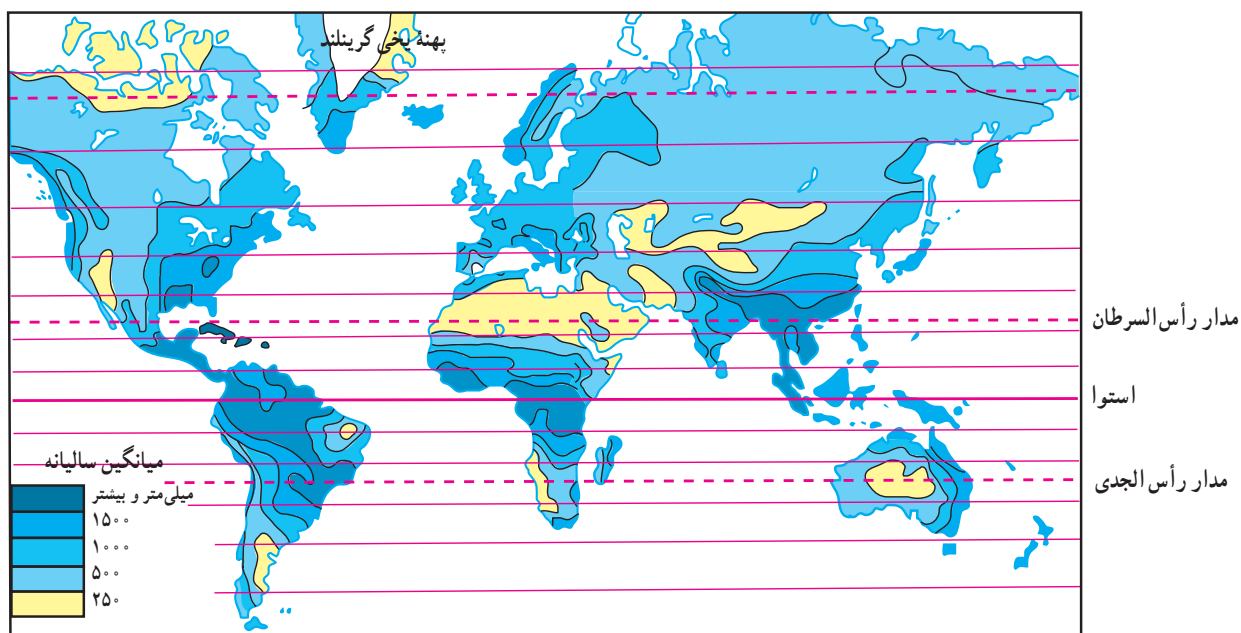 پهنهٔ یخی گرینلند
مدار رأس‌السرطان
استوا
مدار رأس‌الجدی
میانگین سالیانه
میلی‌متر و بیشتر
۱۵۰۰
۱۰۰۰
۵۰۰
۲۵۰